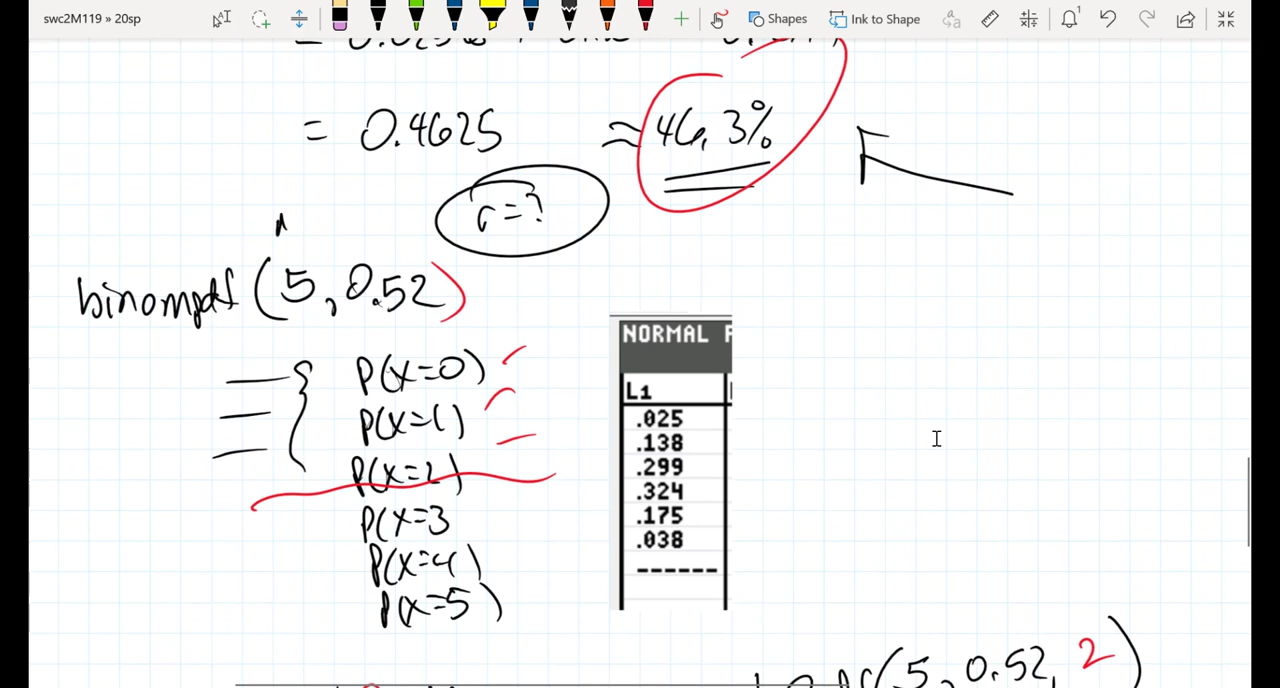 swc2M119 » 20sp
Shapes
Ink to Shape
= 0.4625 ≈ 46.3%
r=?
binompdf (5, 0.52)
P(x=0)
P(x=1)
P(x=2)
P(x=3
P(x=4)
P(x=5)
NORMAL F
L1
.025
.138
.299
.324
.175
.038
------
(5, 0.52, 2)